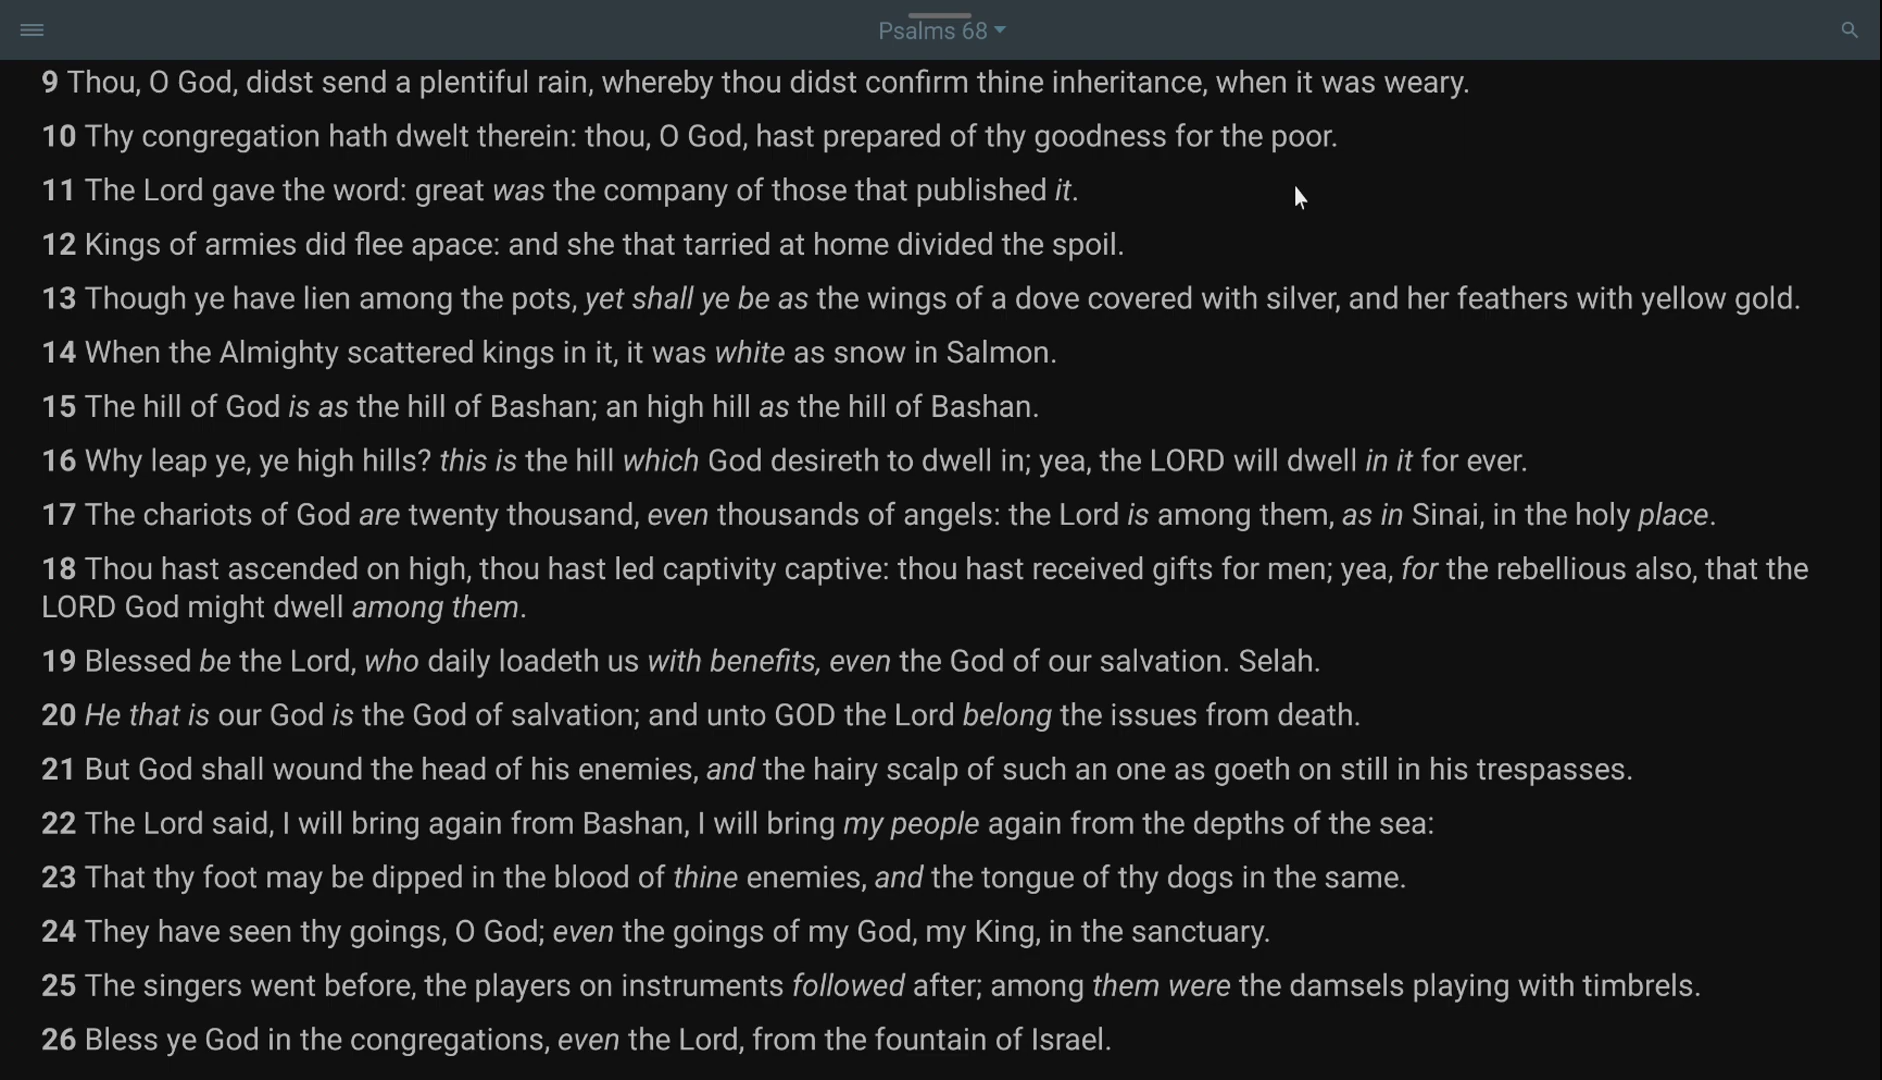 Psalms 68
9 Thou, O God, didst send a plentiful rain, whereby thou didst confirm thine inheritance, when it was weary.
10 Thy congregation hath dwelt therein: thou, O God, hast prepared of thy goodness for the poor.
11 The Lord gave the word: great was the company of those that published it.
12 Kings of armies did flee apace: and she that tarried at home divided the spoil.
13 Though ye have lien among the pots, yet shall ye be as the wings of a dove covered with silver, and her feathers with yellow gold.
14 When the Almighty scattered kings in it, it was white as snow in Salmon.
15 The hill of God is as the hill of Bashan; an high hill as the hill of Bashan.
16 Why leap ye, ye high hills? this is the hill which God desireth to dwell in; yea, the LORD will dwell in it for ever.
17 The chariots of God are twenty thousand, even thousands of angels: the Lord is among them, as in Sinai, in the holy place.
18 Thou hast ascended on high, thou hast led captivity captive: thou hast received gifts for men; yea, for the rebellious also, that the
LORD God might dwell among them.
19 Blessed be the Lord, who daily loadeth us with benefits, even the God of our salvation. Selah.
20 He that is our God is the God of salvation; and unto GOD the Lord belong the issues from death.
21 But God shall wound the head of his enemies, and the hairy scalp of such an one as goeth on still in his trespasses.
22 The Lord said, I will bring again from Bashan, I will bring my people again from the depths of the sea:
23 That thy foot may be dipped in the blood of thine enemies, and the tongue of thy dogs in the same.
24 They have seen thy goings, O God; even the goings of my God, my King, in the sanctuary.
25 The singers went before, the players on instruments followed after; among them were the damsels playing with timbrels.
26 Bless ye God in the congregations, even the Lord, from the fountain of Israel.